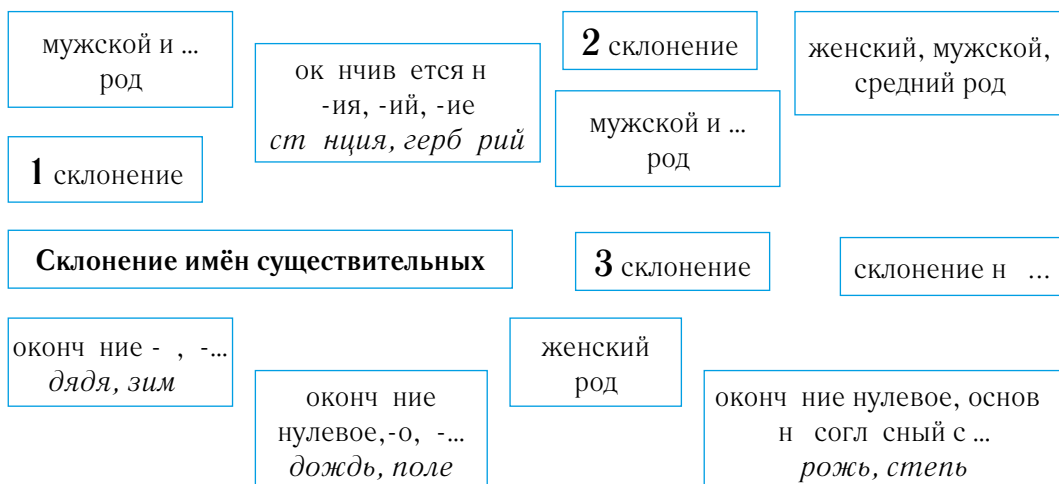 мужской и ...
род
ок нчив ется н
-ия, -ий, -ие
ст нция, герб рий
2 склонение
женский, мужской,
средний род
мужской и ...
род
1 склонение
Склонение имён существительных
3 склонение
склонение н ...
оконч ние - , -...
дядя, зим
оконч ние
нулевое,-о, -...
дождь, поле
женский
род
оконч ние нулевое, основ
н согл сный с ...
рожь, степь